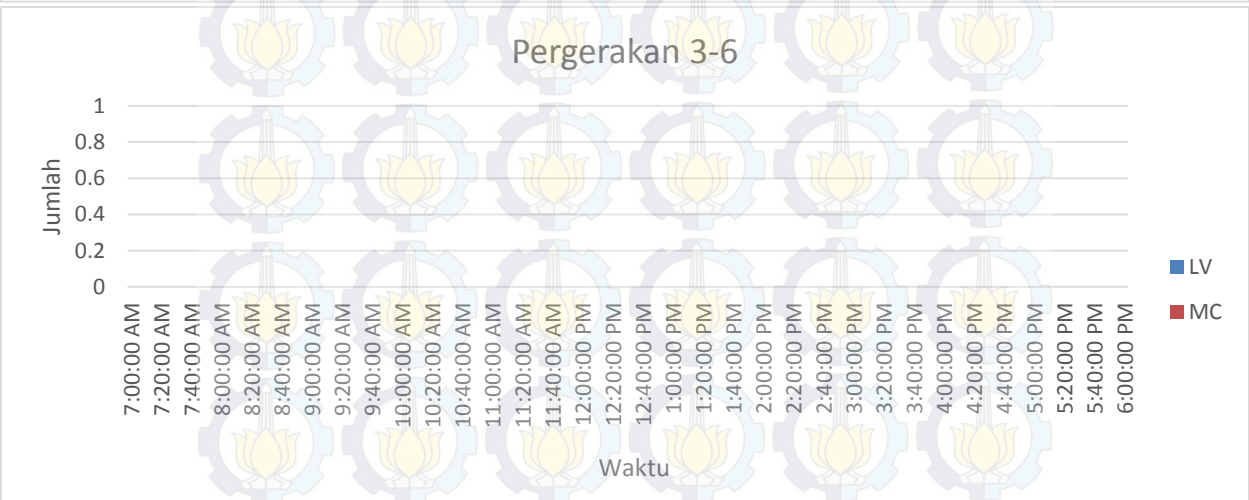 Pergerakan 3-6
1
0.8
0.6
0.4
0.2
0
Jumlah
7:00:00 AM
7:20:00 AM
7:40:00 AM
8:00:00 AM
8:20:00 AM
8:40:00 AM
9:00:00 AM
9:20:00 AM
9:40:00 AM
10:00:00 AM
10:20:00 AM
10:40:00 AM
11:00:00 AM
11:20:00 AM
11:40:00 AM
12:00:00 PM
12:20:00 PM
12:40:00 PM
1:00:00 PM
1:20:00 PM
1:40:00 PM
2:00:00 PM
2:20:00 PM
2:40:00 PM
3:00:00 PM
3:20:00 PM
3:40:00 PM
4:00:00 PM
4:20:00 PM
4:40:00 PM
5:00:00 PM
5:20:00 PM
5:40:00 PM
6:00:00 PM
Waktu
LV
MC